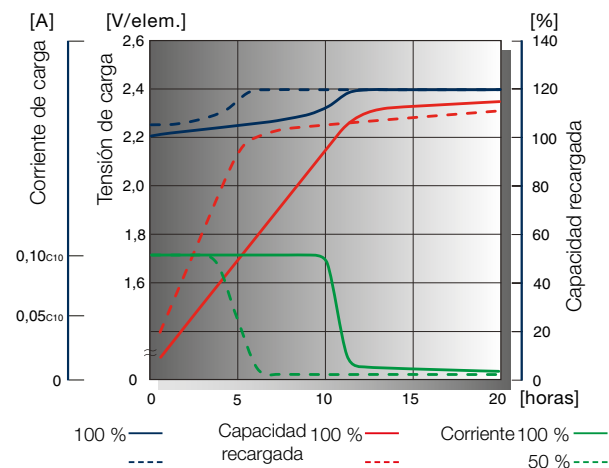 [A] [V/elem.] [%]
Corriente de carga
Tensión de carga
Capacidad recargada
2,6
2,4
2,2
2,0
1,8
1,6
0
0,10C10
0,05C10
0
140
120
100
80
60
40
20
0
0 5 10 15 20 [horas]
100 % Capacidad 100 % Corriente 100 %
recargada
50 %